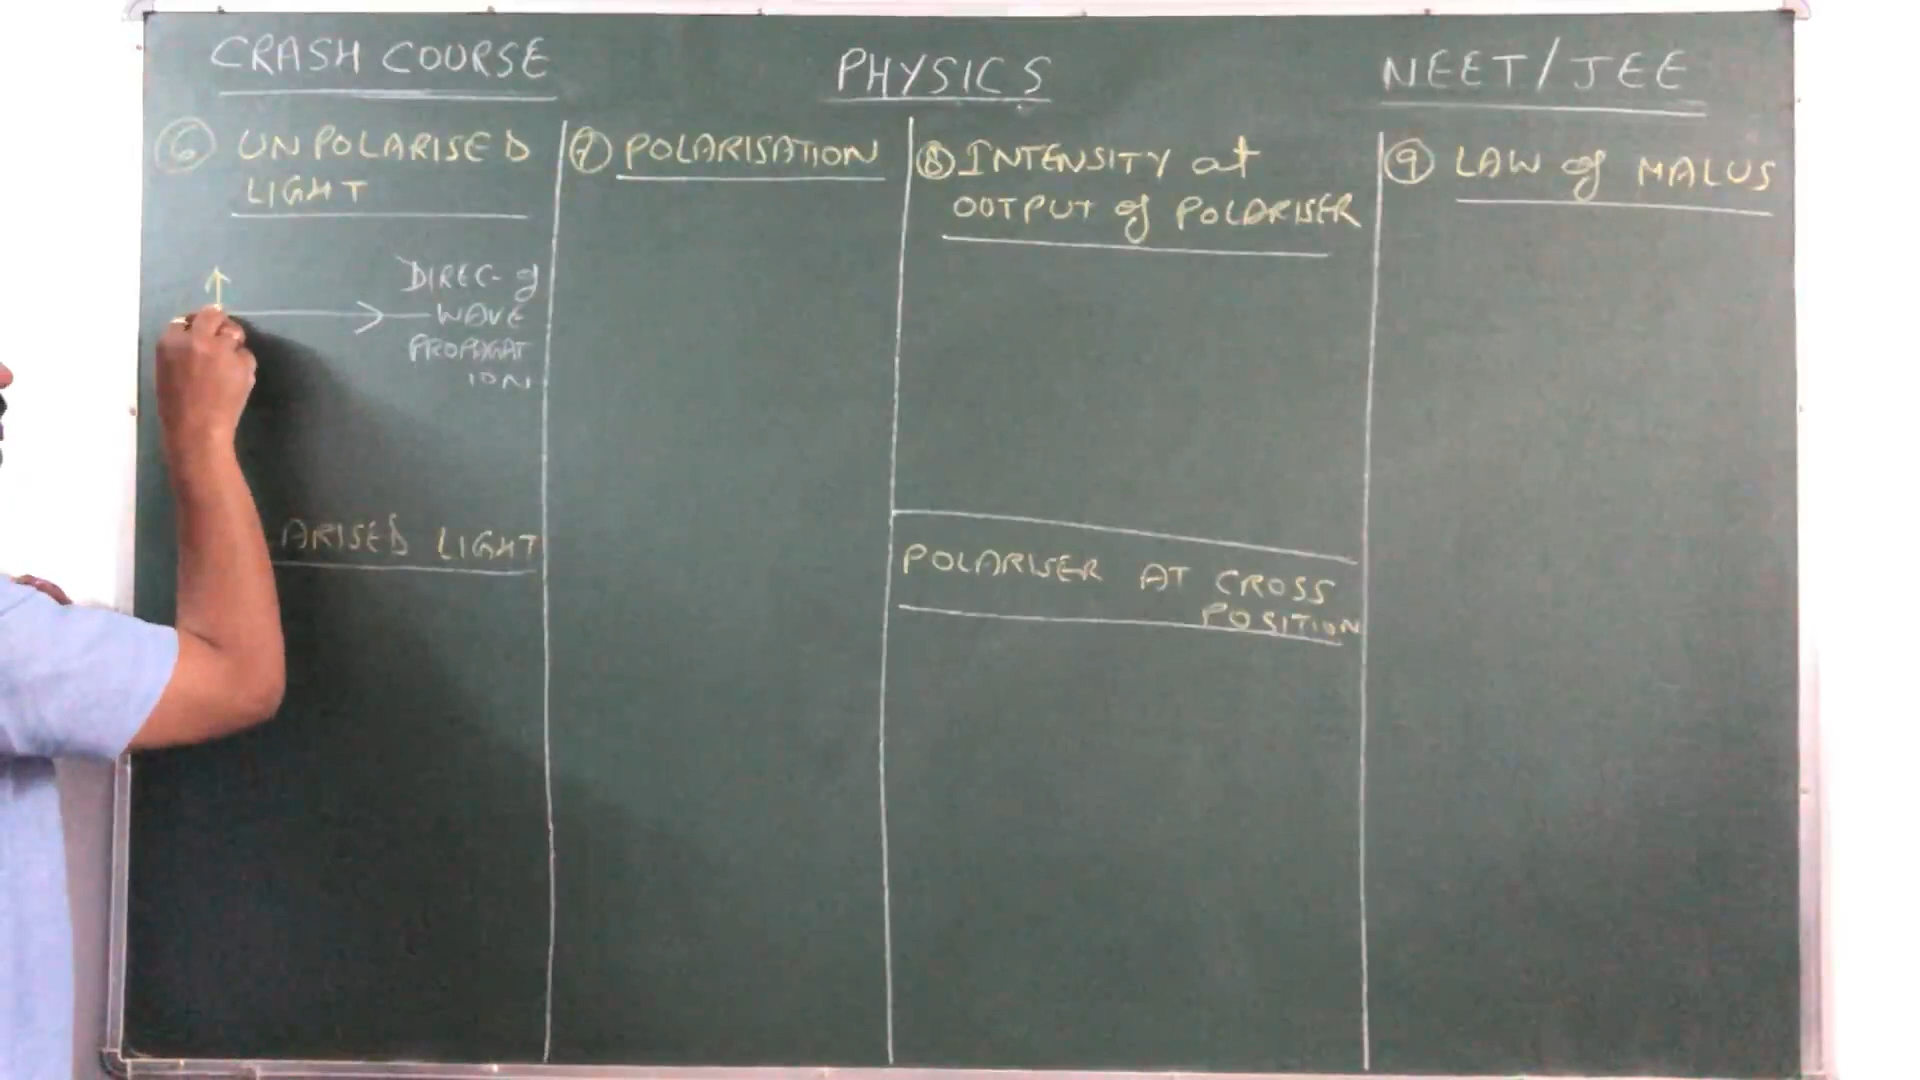 CRASH COURSE
PHYSICS
NEET/JEE
6 UNPOLARISED
LIGHT
DIREC- of
WAVE
PROPAGAT
ION
ARISED LIGHT
7 POLARISATION
8 INTENSITY at
OUTPUT of POLARISER
POLARISER AT CROSS
POSITION
9 LAW of MALUS